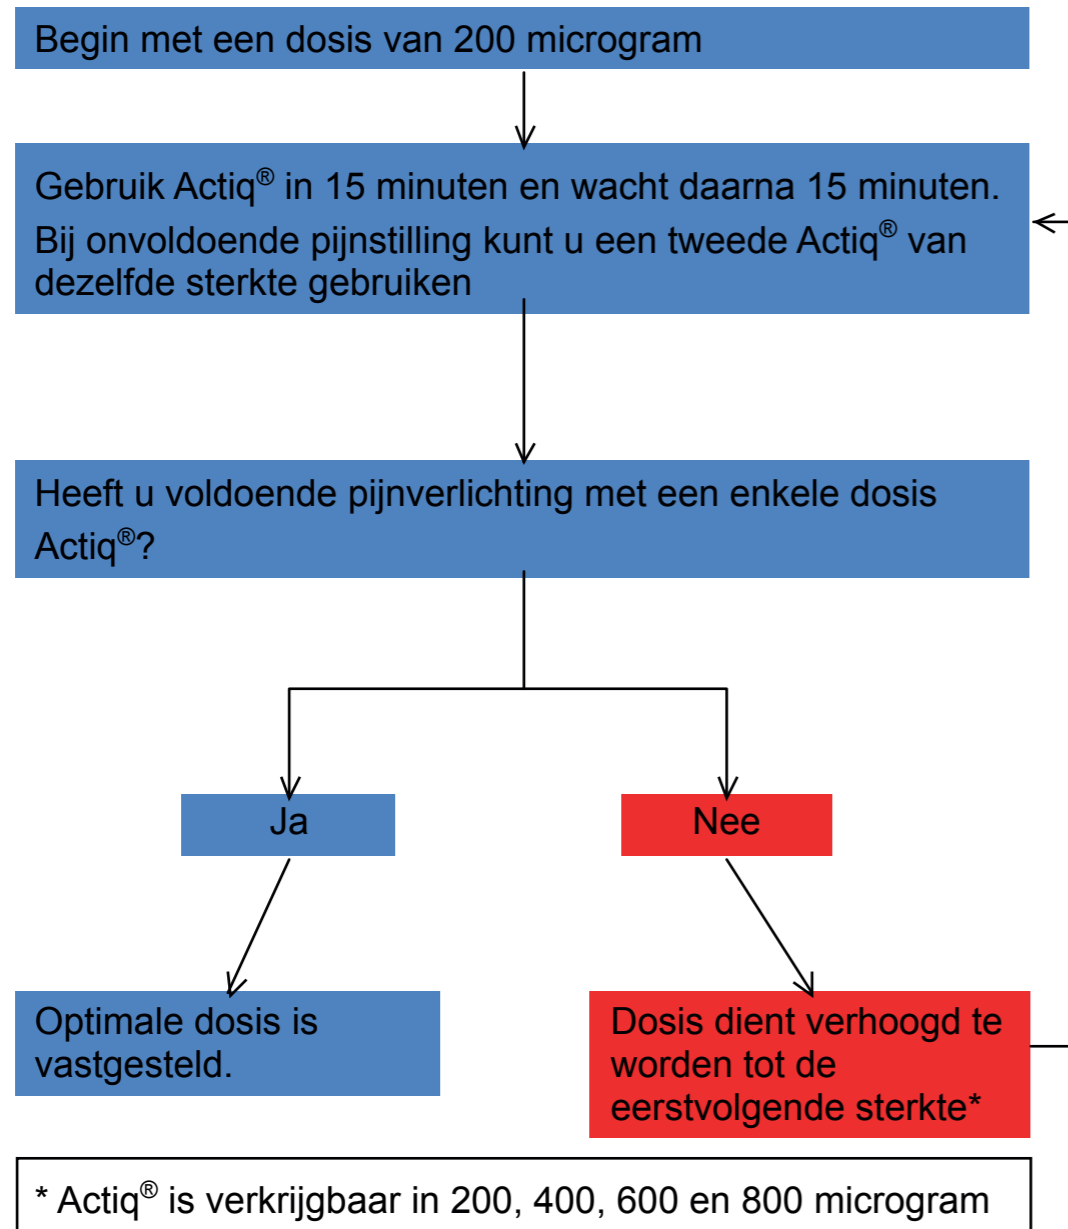 Begin met een dosis van 200 microgram
Gebruik Actiq® in 15 minuten en wacht daarna 15 minuten.
Bij onvoldoende pijnstilling kunt u een tweede Actiq® van
dezelfde sterkte gebruiken
Heeft u voldoende pijnverlichting met een enkele dosis
Actiq®?
Ja
Nee
Optimale dosis is
vastgesteld.
Dosis dient verhoogd te
worden tot de
eerstvolgende sterkte*
* Actiq® is verkrijgbaar in 200, 400, 600 en 800 microgram